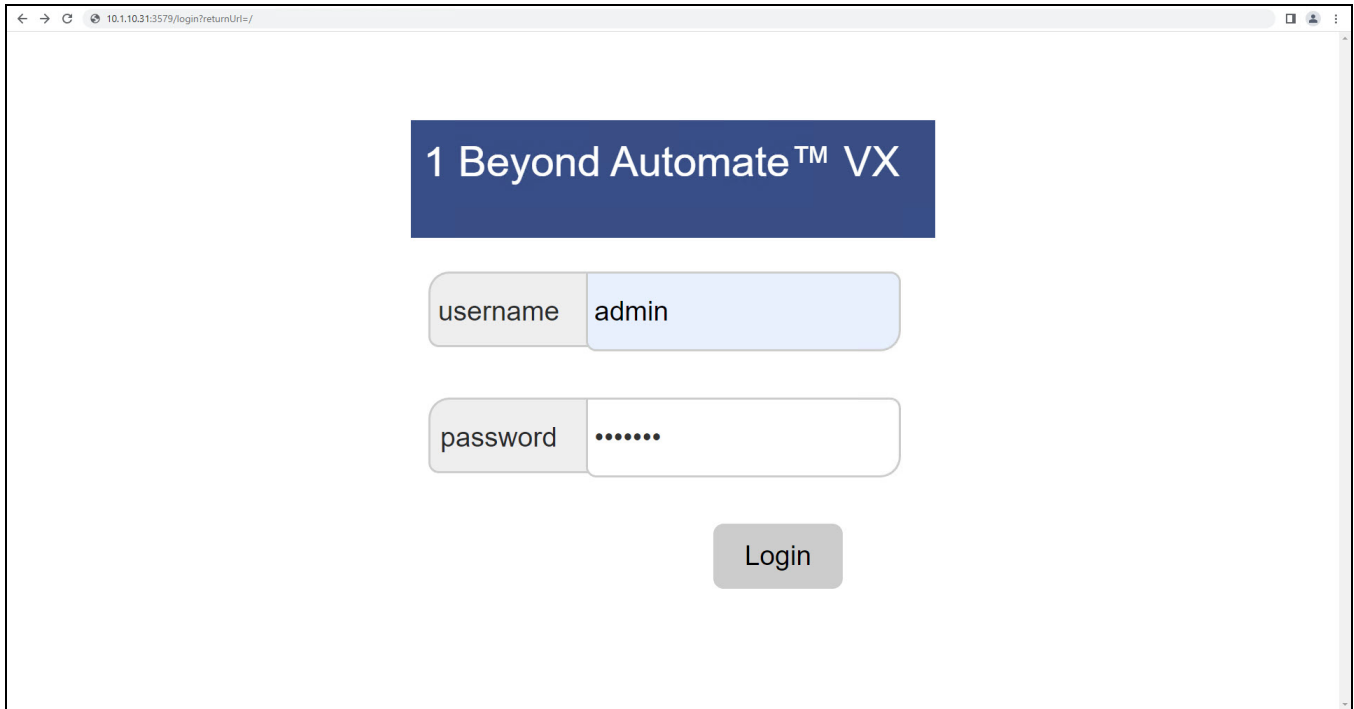 10.1.10.31:3579/login?returnUrl=/
1 Beyond Automate™ VX
username admin
password •••••••
Login